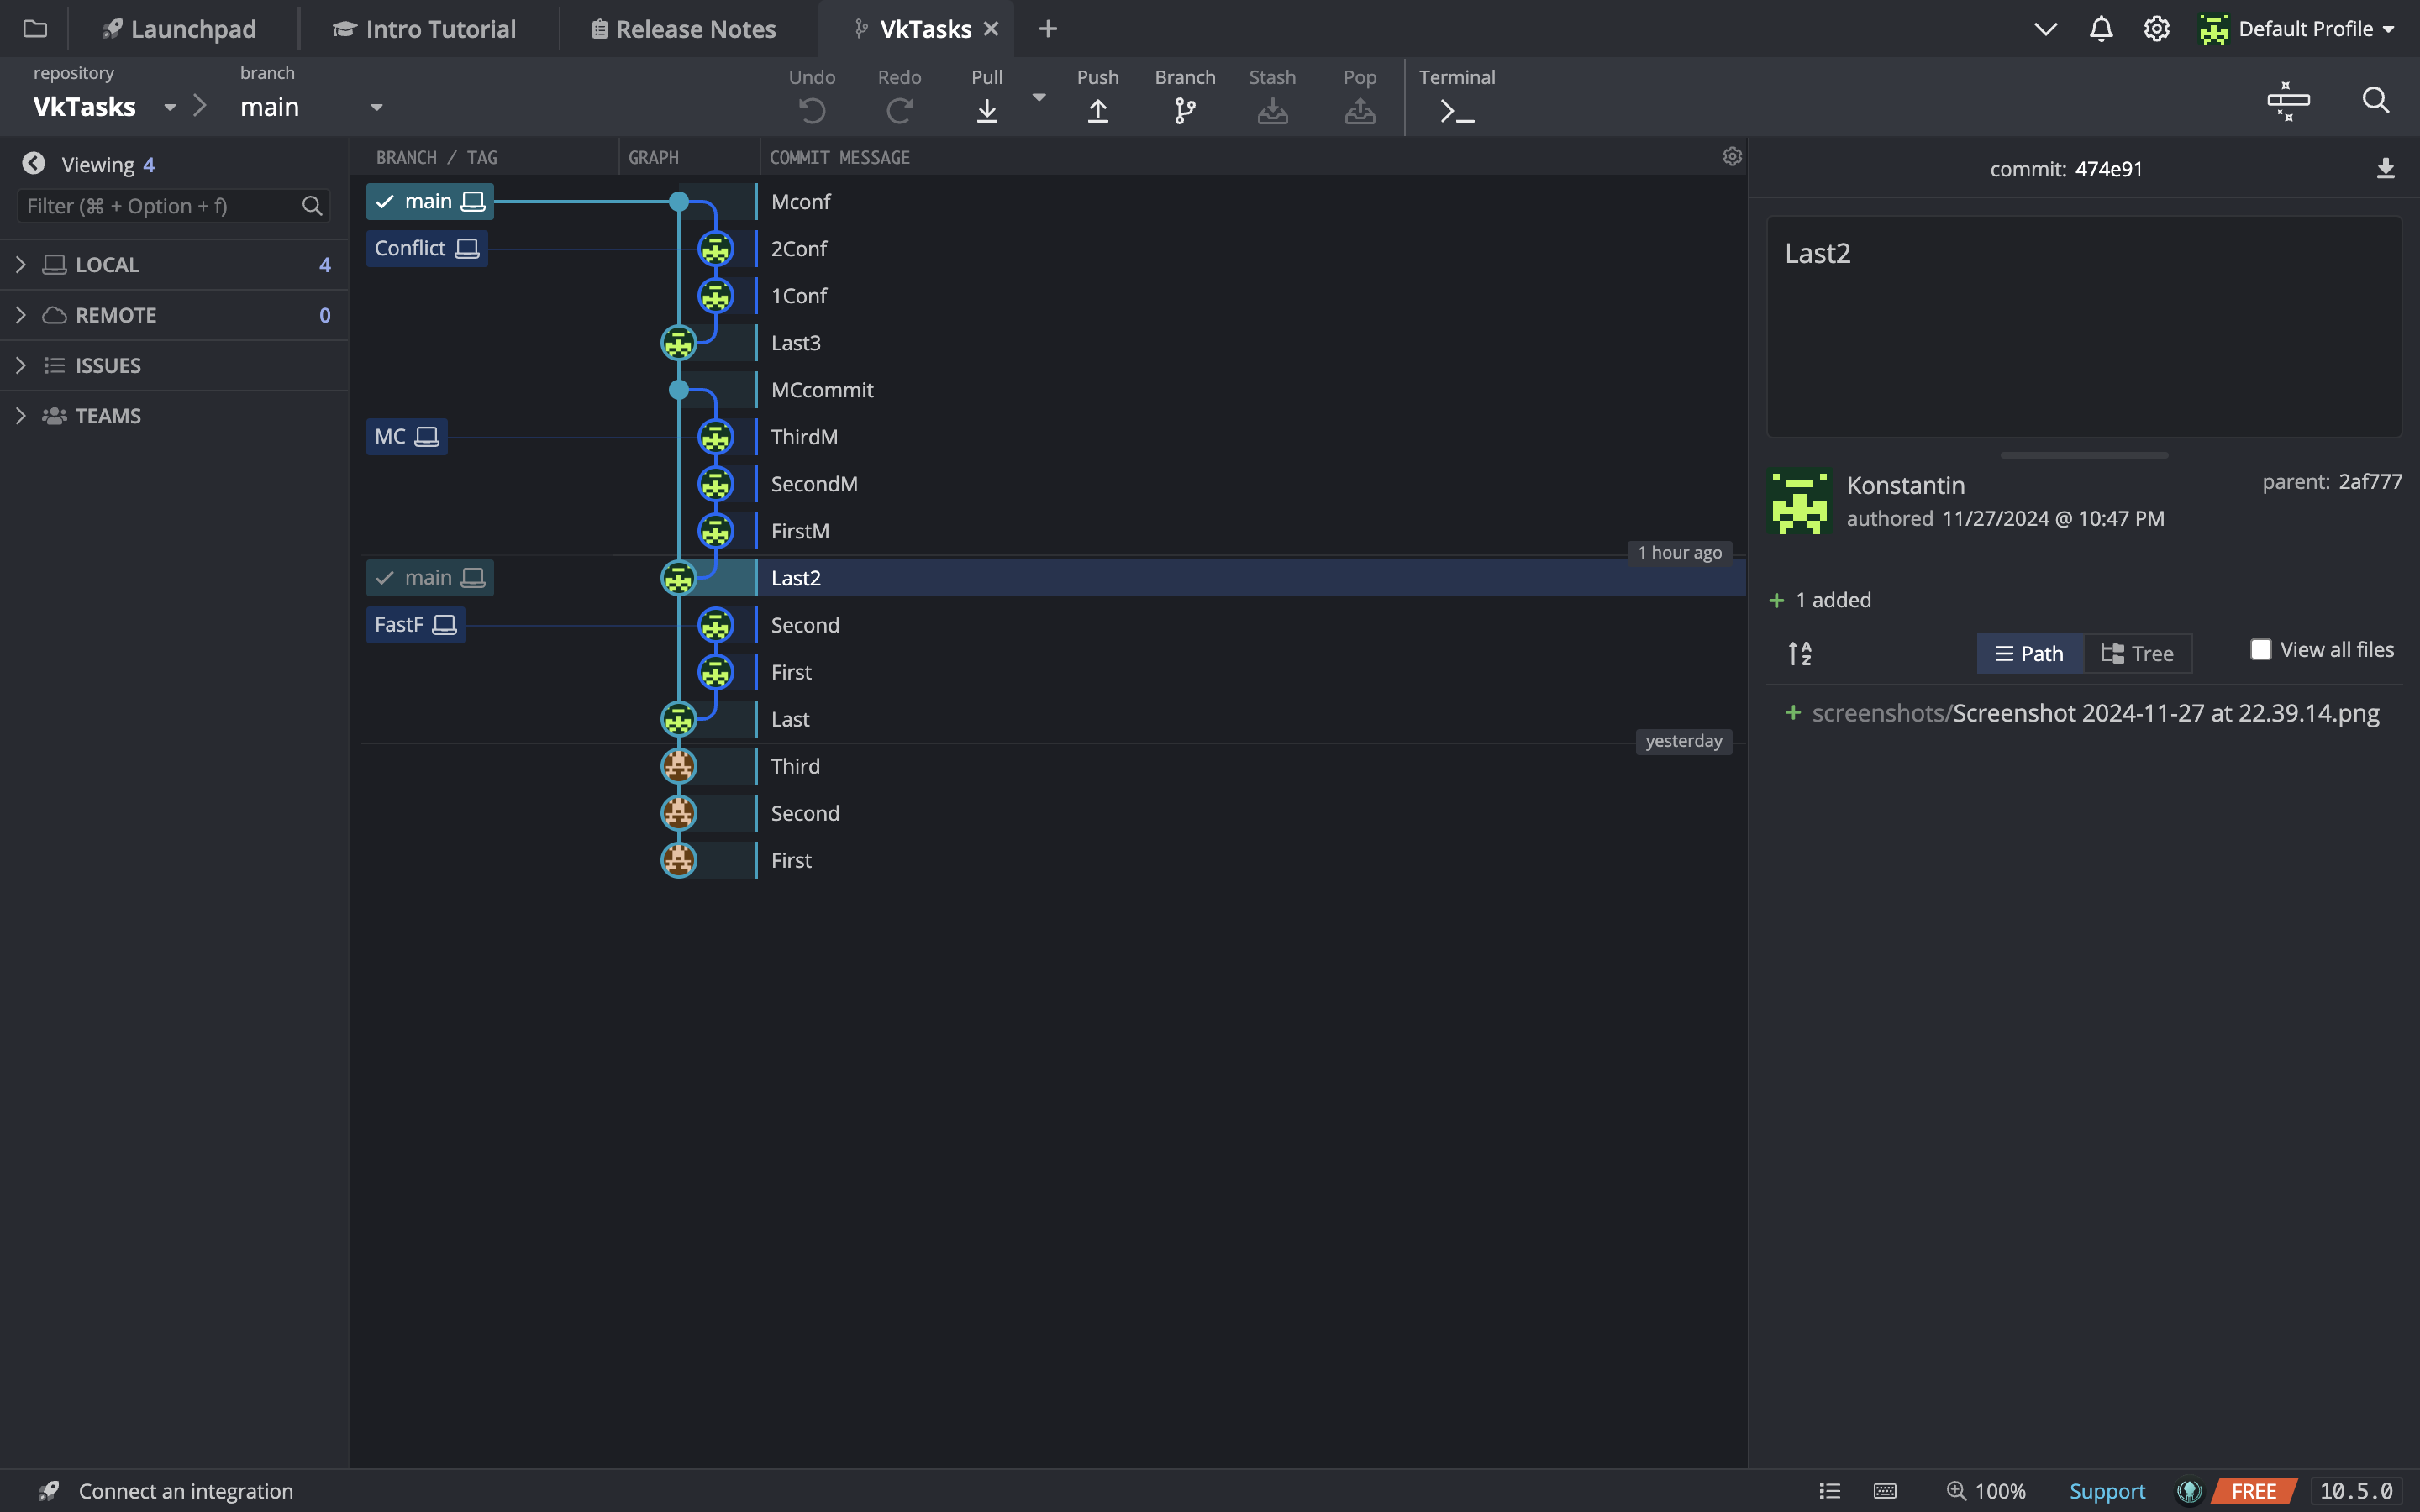 Launchpad
Intro Tutorial
Release Notes
VkTasks
Default Profile
repository
VkTasks
branch
main
Undo
Redo
Pull
Push
Branch
Stash
Pop
Terminal
Viewing 4
Filter (⌘ + Option + f)
LOCAL 4
REMOTE 0
ISSUES
TEAMS
BRANCH / TAG
GRAPH
COMMIT MESSAGE
main Mconf
Conflict 2Conf
1Conf
Last3
MCcommit
MC ThirdM
SecondM
FirstM
1 hour ago
main Last2
FastF Second
First
Last
yesterday
Third
Second
First
commit: 474e91
Last2
Konstantin
parent: 2af777
authored 11/27/2024 @ 10:47 PM
+ 1 added
A
Z
Path
Tree
View all files
+ screenshots/Screenshot 2024-11-27 at 22.39.14.png
Connect an integration
100%
Support
FREE
10.5.0